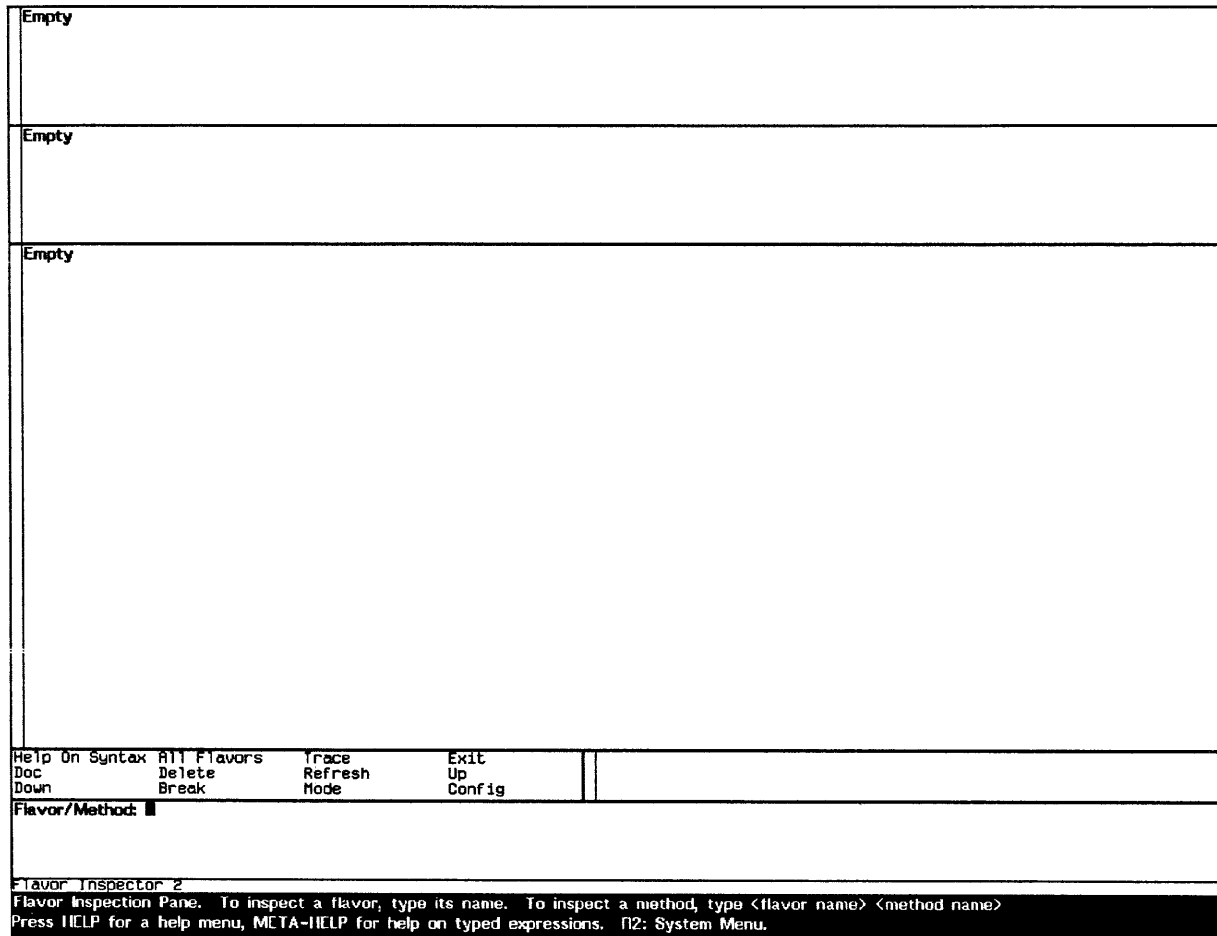 Empty
Empty
Empty
Help On Syntax All Flavors Trace Exit
Doc Delete Refresh Up
Down Break Mode Config
Flavor/Method:
Flavor Inspector 2
Flavor Inspection Pane. To inspect a flavor, type its name. To inspect a method, type <flavor name> <method name>
Press HELP for a help menu, META-HELP for help on typed expressions. П2: System Menu.